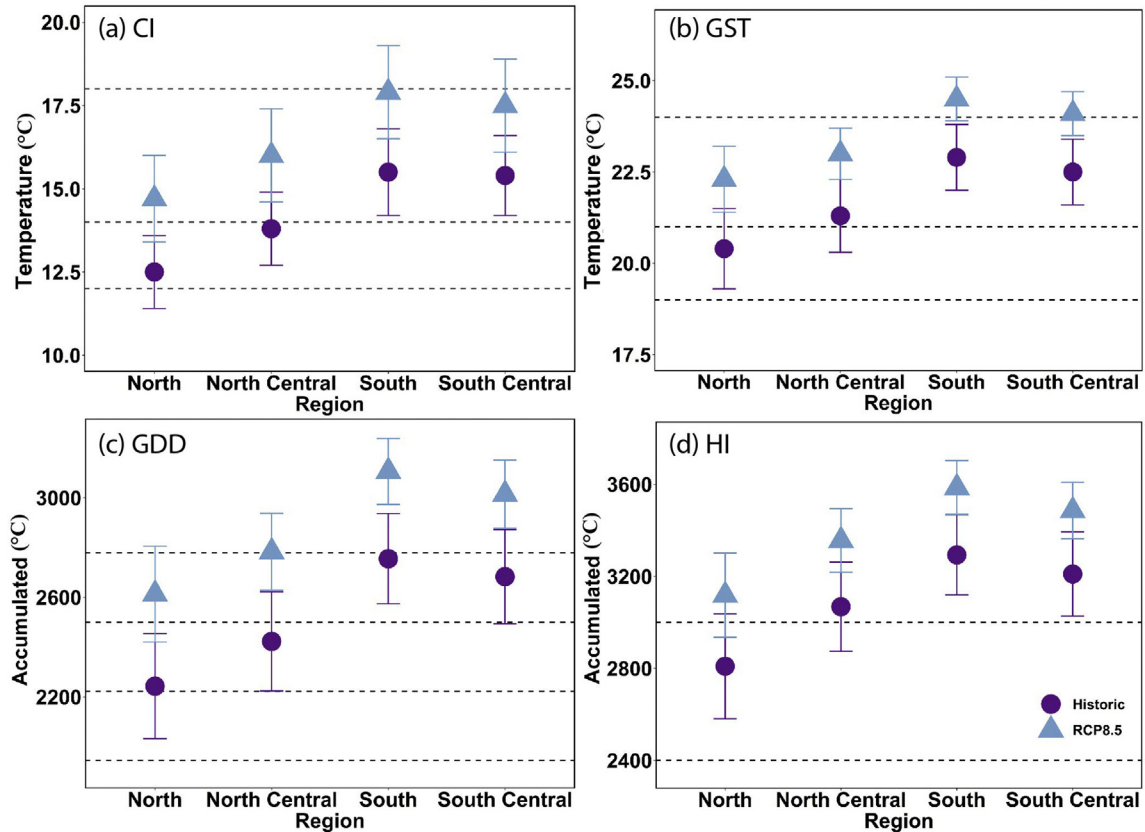 (a) CI
20.0
17.5
15.0
12.5
10.0
Temperature (°C)
North North Central South South Central
Region
(b) GST
25.0
22.5
20.0
17.5
Temperature (°C)
North North Central South South Central
Region
(c) GDD
3000
2600
2200
Accumulated (°C)
North North Central South South Central
Region
(d) HI
3600
3200
2800
2400
Accumulated (°C)
Historic
RCP8.5
North North Central South South Central
Region